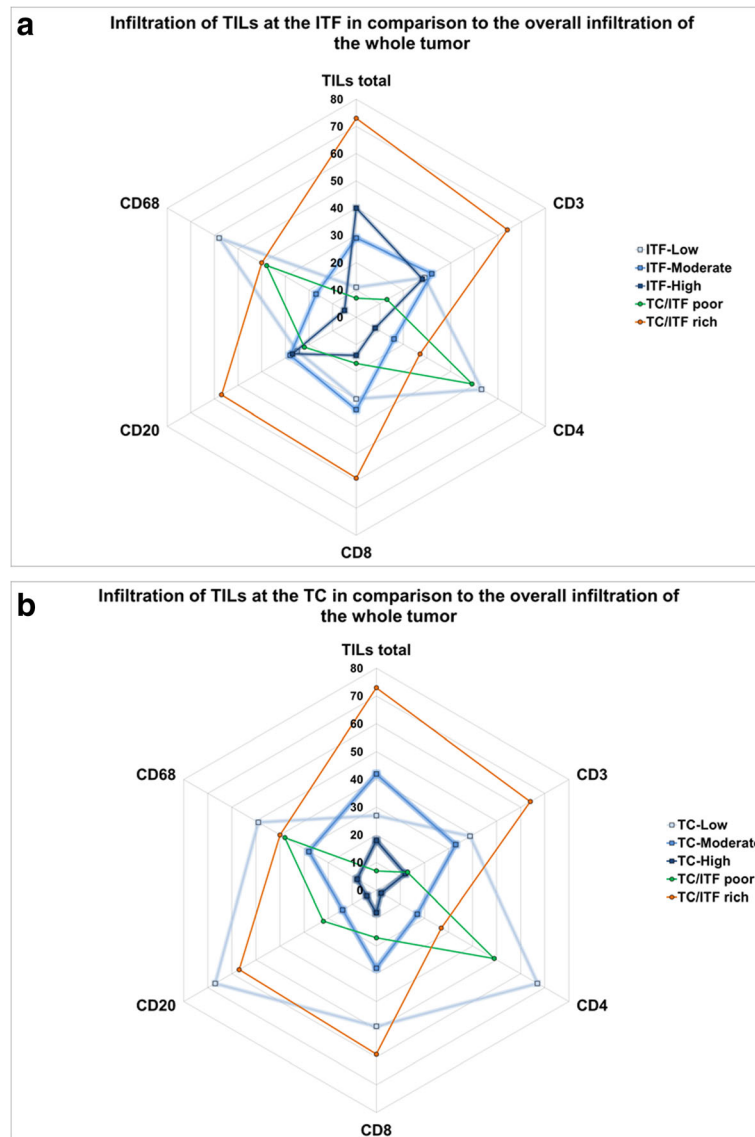 a
Infiltration of TILs at the ITF in comparison to the overall infiltration of
the whole tumor
TILs total
80
70
60
50
40
30
20
10
0
CD68
CD3
CD20
CD4
CD8
ITF-Low
ITF-Moderate
ITF-High
TC/ITF poor
TC/ITF rich
b
Infiltration of TILs at the TC in comparison to the overall infiltration of
the whole tumor
TILs total
80
70
60
50
40
30
20
10
0
CD68
CD3
CD20
CD4
CD8
TC-Low
TC-Moderate
TC-High
TC/ITF poor
TC/ITF rich